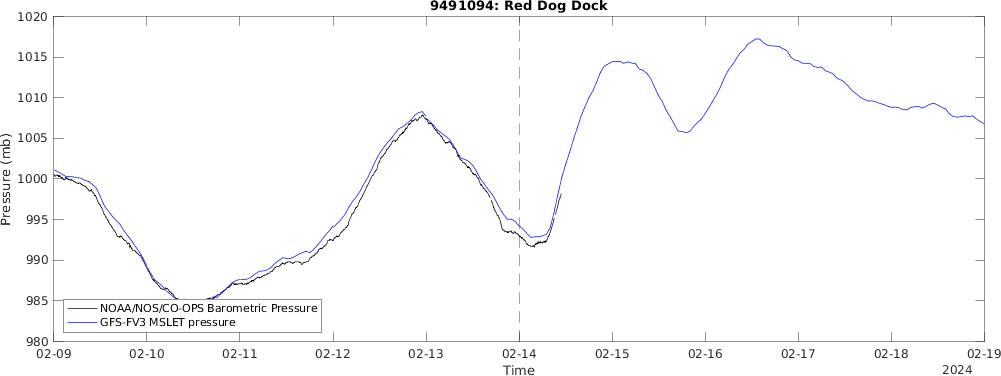 9491094: Red Dog Dock
Pressure (mb)
1020
1015
1010
1005
1000
995
990
985
980
NOAA/NOS/CO-OPS Barometric Pressure
GFS-FV3 MSLET pressure
02-09 02-10 02-11 02-12 02-13 02-14 02-15 02-16 02-17 02-18 02-19
Time
2024